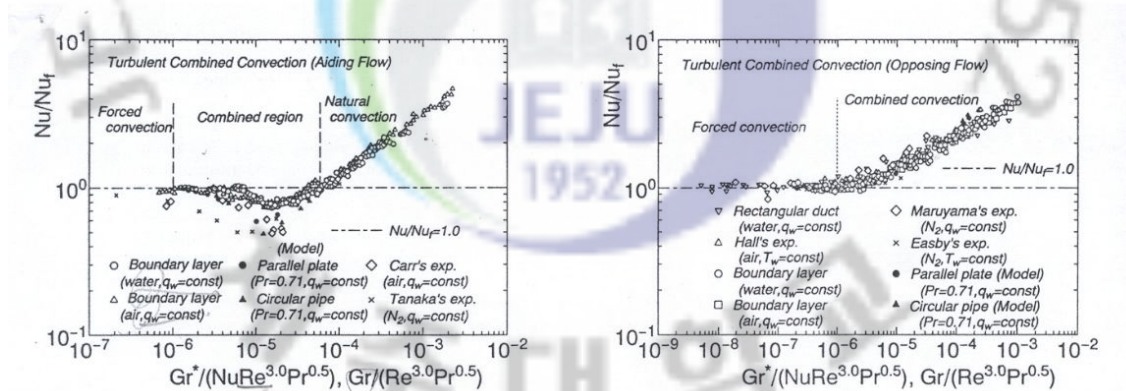 10¹
Turbulent Combined Convection (Aiding Flow)
Forced
convection
Combined region
Natural
convection
Nu/Nuf
10⁰
Nu/Nuf=1.0
(Model)
Boundary layer
(water,qw=const)
Boundary layer
(air,qw=const)
Parallel plate
(Pr=0.71,qw=const)
Circular pipe
(Pr=0.71,qw=const)
Carr's exp.
(air,qw=const)
Tanaka's exp.
(N₂,qw=const)
10⁻¹
10⁻⁷ 10⁻⁶ 10⁻⁵ 10⁻⁴ 10⁻³ 10⁻²
Gr*/(NuRe³·⁰Pr⁰·⁵), Gr/(Re³·⁰Pr⁰·⁵)
10¹
Turbulent Combined Convection (Opposing Flow)
Combined convection
Forced convection
Nu/Nuf
10⁰
Nu/Nuf=1.0
Rectangular duct
(water,qw=const)
Hall's exp.
(air,Tw=const)
Boundary layer
(water,qw=const)
Boundary layer
(air,qw=const)
Maruyama's exp.
(N₂,qw=const)
Easby's exp.
(N₂,Tw=const)
Parallel plate (Model)
(Pr=0.71,qw=const)
Circular pipe (Model)
(Pr=0.71,qw=const)
10⁻¹
10⁻⁹ 10⁻⁸ 10⁻⁷ 10⁻⁶ 10⁻⁵ 10⁻⁴ 10⁻³ 10⁻²
Gr*/(NuRe³·⁰Pr⁰·⁵), Gr/(Re³·⁰Pr⁰·⁵)
JEJU
1952